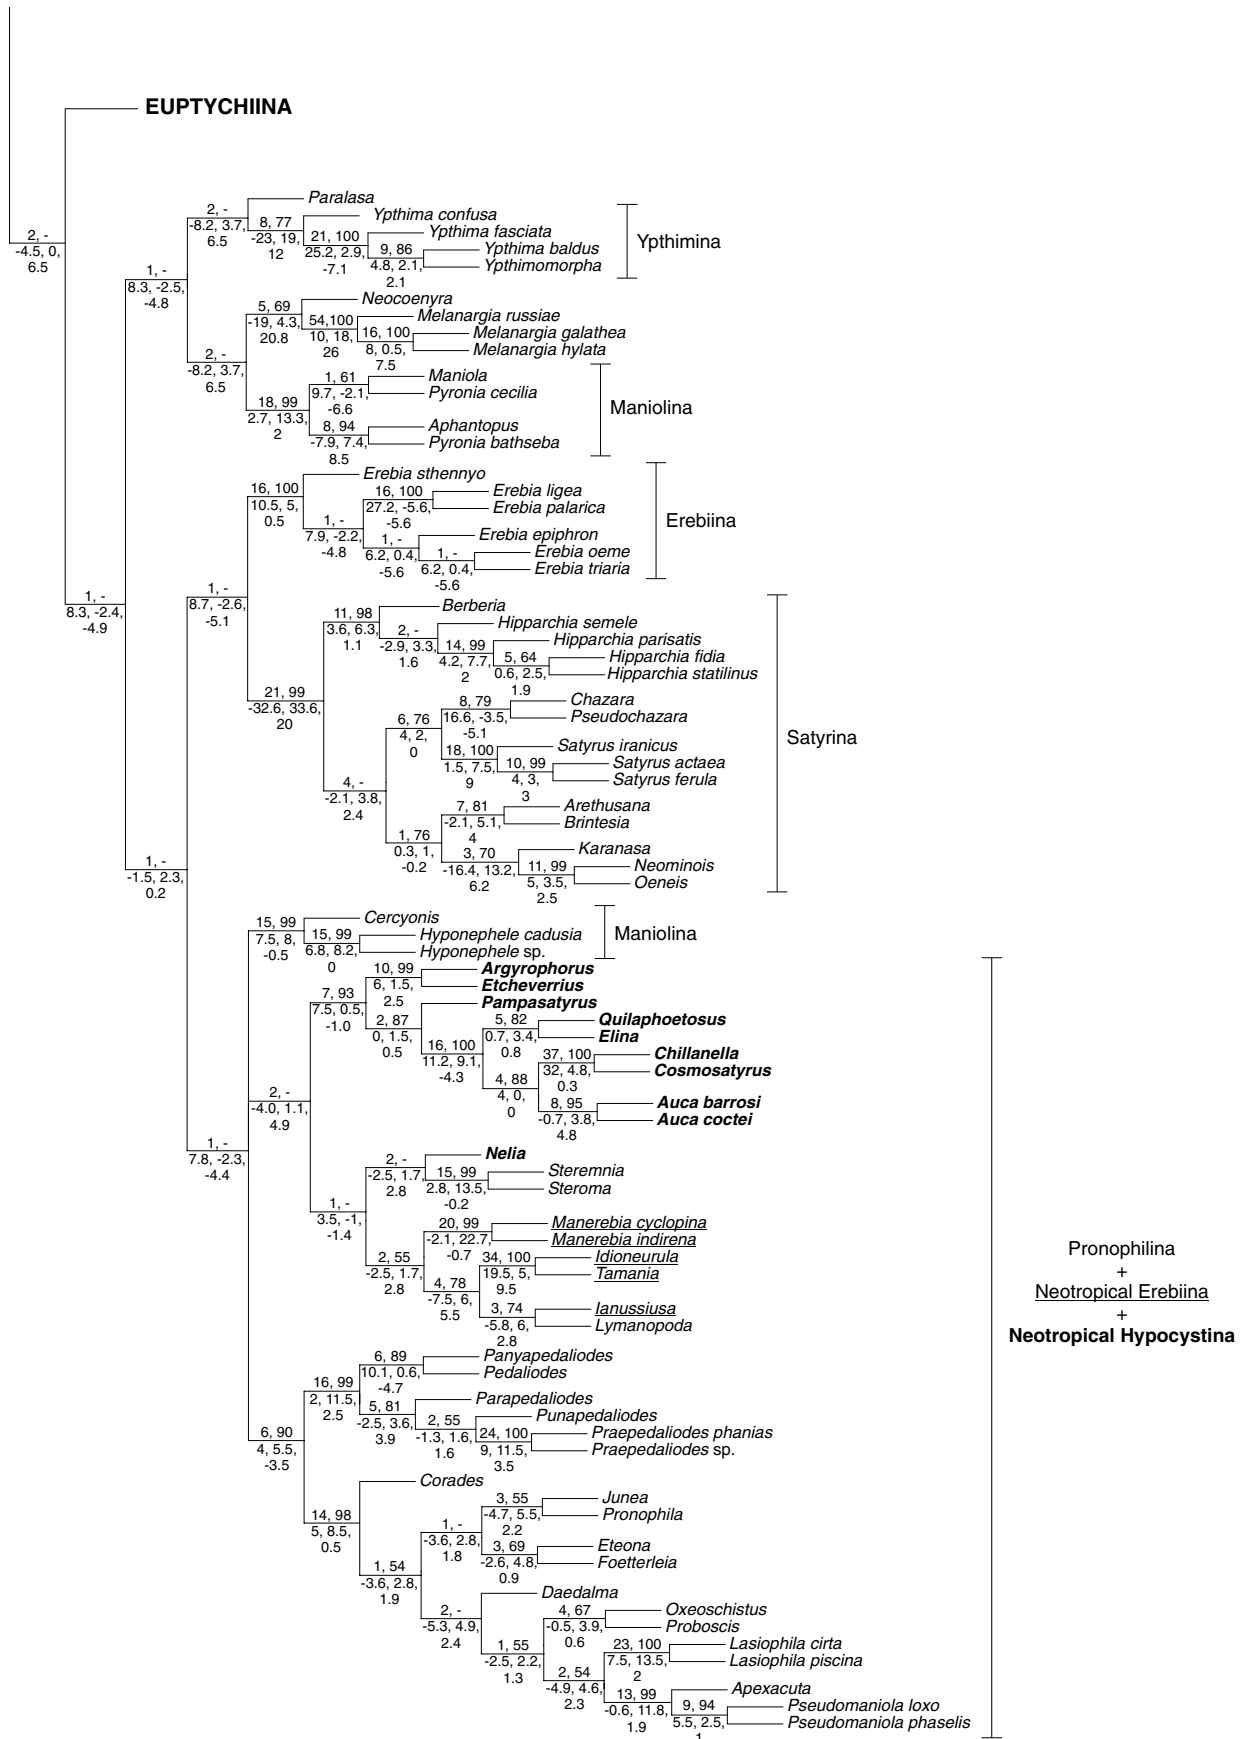 EUPTYCHIINA
2, -
-4.5, 0,
6.5
Paralasa
2, -
-8.2, 3.7,
6.5
8, 77
-23, 19,
12
Ypthima confusa
21, 100
25.2, 2.9,
-7.1
Ypthima fasciata
9, 86
4.8, 2.1,
2.1
Ypthima baldus
Ypthimomorpha
Ypthimina
1, -
8.3, -2.5,
-4.8
5, 69
-19, 4.3,
20.8
Neocoenyra
54,100
10, 18,
26
Melanargia russiae
16, 100
8, 0.5,
7.5
Melanargia galathea
Melanargia hylata
2, -
-8.2, 3.7,
6.5
18, 99
2.7, 13.3,
2
1, 61
9.7, -2.1,
-6.6
Maniola
Pyronia cecilia
8, 94
-7.9, 7.4,
8.5
Aphantopus
Pyronia bathseba
Maniolina
1, -
8.3, -2.4,
-4.9
16, 100
10.5, 5,
0.5
Erebia sthennyo
1, -
7.9, -2.2,
-4.8
16, 100
27.2, -5.6,
-5.6
Erebia ligea
Erebia palarica
1, -
6.2, 0.4,
-5.6
Erebia epiphron
1, -
6.2, 0.4,
-5.6
Erebia oeme
Erebia triaria
Erebiina
1, -
8.7, -2.6,
-5.1
11, 98
3.6, 6.3,
1.1
Berberia
2, -
-2.9, 3.3,
1.6
Hipparchia semele
14, 99
4.2, 7.7,
2
Hipparchia parisatis
5, 64
0.6, 2.5,
1.9
Hipparchia fidia
Hipparchia statilinus
21, 99
-32.6, 33.6,
20
6, 76
4, 2,
0
8, 79
16.6, -3.5,
-5.1
Chazara
Pseudochazara
18, 100
1.5, 7.5,
9
Satyrus iranicus
10, 99
4, 3,
3
Satyrus actaea
Satyrus ferula
Satyrina
4, -
-2.1, 3.8,
2.4
7, 81
-2.1, 5.1,
4
Arethusana
Brintesia
1, 76
0.3, 1,
-0.2
3, 70
-16.4, 13.2,
6.2
Karanasa
11, 99
5, 3.5,
2.5
Neominois
Oeneis
1, -
-1.5, 2.3,
0.2
15, 99
7.5, 8,
-0.5
Cercyonis
15, 99
6.8, 8.2,
0
Hyponephele cadusia
Hyponephele sp.
Maniolina
10, 99
6, 1.5,
2.5
Argyrophorus
Etcheverrius
7, 93
7.5, 0.5,
-1.0
2, 87
0, 1.5,
0.5
Pampasatyrus
16, 100
11.2, 9.1,
-4.3
5, 82
0.7, 3.4,
0.8
Quilaphoetosus
Elina
4, 88
4, 0,
0
37, 100
32, 4.8,
0.3
Chillanella
Cosmosatyrus
8, 95
-0.7, 3.8,
4.8
Auca barrosi
Auca coctei
2, -
-4.0, 1.1,
4.9
1, -
7.8, -2.3,
-4.4
2, -
-2.5, 1.7,
2.8
Nelia
15, 99
2.8, 13.5,
-0.2
Steremnia
Steroma
1, -
3.5, -1,
-1.4
20, 99
-2.1, 22.7,
-0.7
Manerebia cyclopina
Manerebia indirena
2, 55
-2.5, 1.7,
2.8
34, 100
19.5, 5,
9.5
Idioneurula
Tamania
4, 78
-7.5, 6,
5.5
3, 74
-5.8, 6,
2.8
Ianussiusa
Lymanopoda
Pronophilina
+
Neotropical Erebiina
+
Neotropical Hypocystina
6, 89
10.1, 0.6,
-4.7
Panyapedaliodes
Pedaliodes
16, 99
2, 11.5,
2.5
5, 81
-2.5, 3.6,
3.9
Parapedaliodes
2, 55
-1.3, 1.6,
1.6
Punapedaliodes
24, 100
9, 11.5,
3.5
Praepedaliodes phanias
Praepedaliodes sp.
6, 90
4, 5.5,
-3.5
Corades
14, 98
5, 8.5,
0.5
1, -
-3.6, 2.8,
1.8
3, 55
-4.7, 5.5,
2.2
Junea
Pronophila
3, 69
-2.6, 4.8,
0.9
Eteona
Foetterleia
1, 54
-3.6, 2.8,
1.9
Daedalma
2, -
-5.3, 4.9,
2.4
4, 67
-0.5, 3.9,
0.6
Oxeoschistus
Proboscis
1, 55
-2.5, 2.2,
1.3
23, 100
7.5, 13.5,
2
Lasiophila cirta
Lasiophila piscina
2, 54
-4.9, 4.6,
2.3
13, 99
-0.6, 11.8,
1.9
Apexacuta
9, 94
5.5, 2.5,
1
Pseudomaniola loxo
Pseudomaniola phaselis